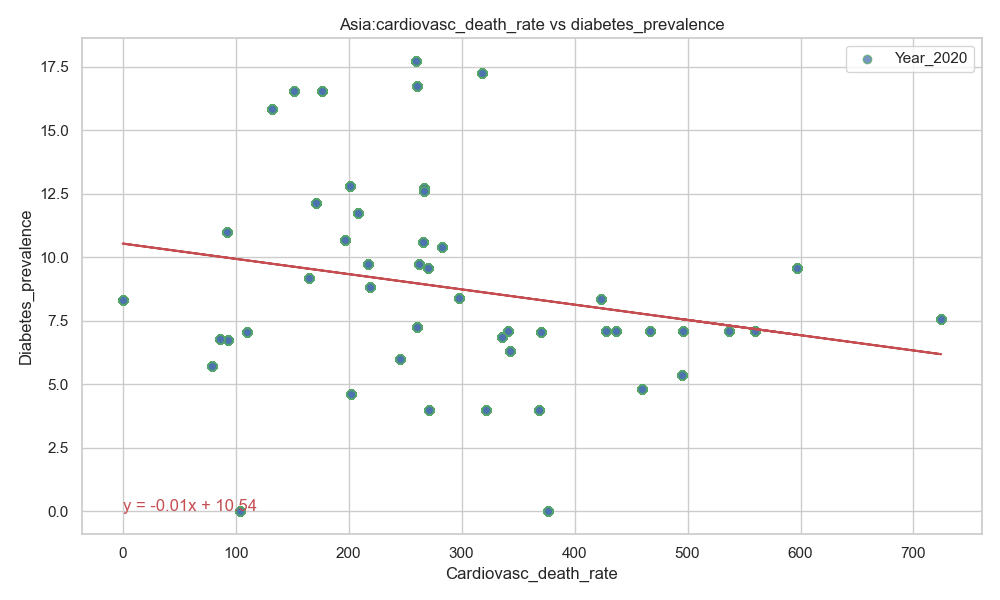 Asia:cardiovasc_death_rate vs diabetes_prevalence
Year_2020
Diabetes_prevalence
17.5
15.0
12.5
10.0
7.5
5.0
2.5
0.0
y = -0.01x + 10.54
0 100 200 300 400 500 600 700
Cardiovasc_death_rate